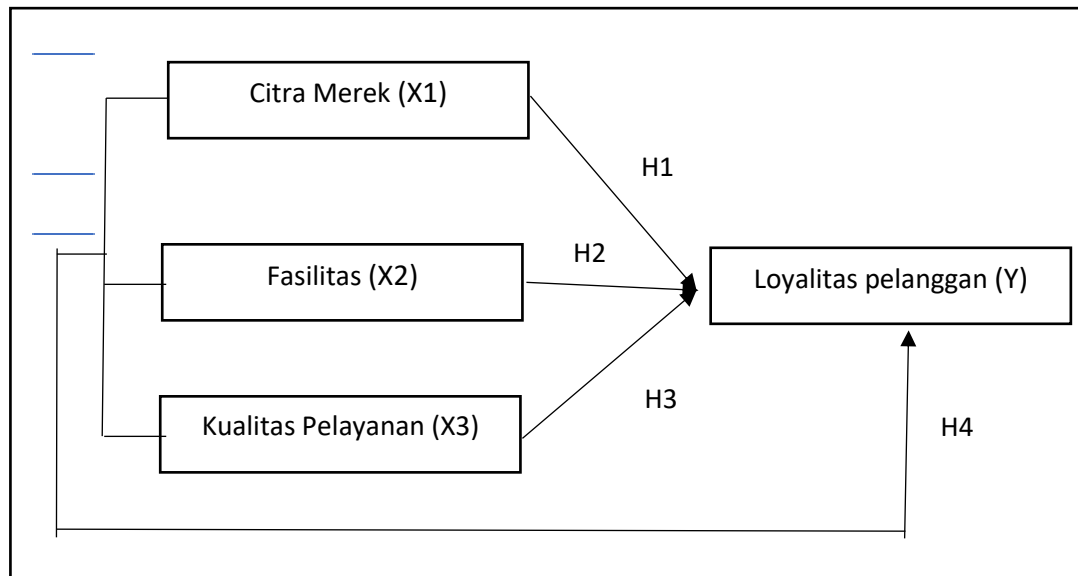 Citra Merek (X1)
H1
H2
Fasilitas (X2)
Loyalitas pelanggan (Y)
H3
Kualitas Pelayanan (X3)
H4